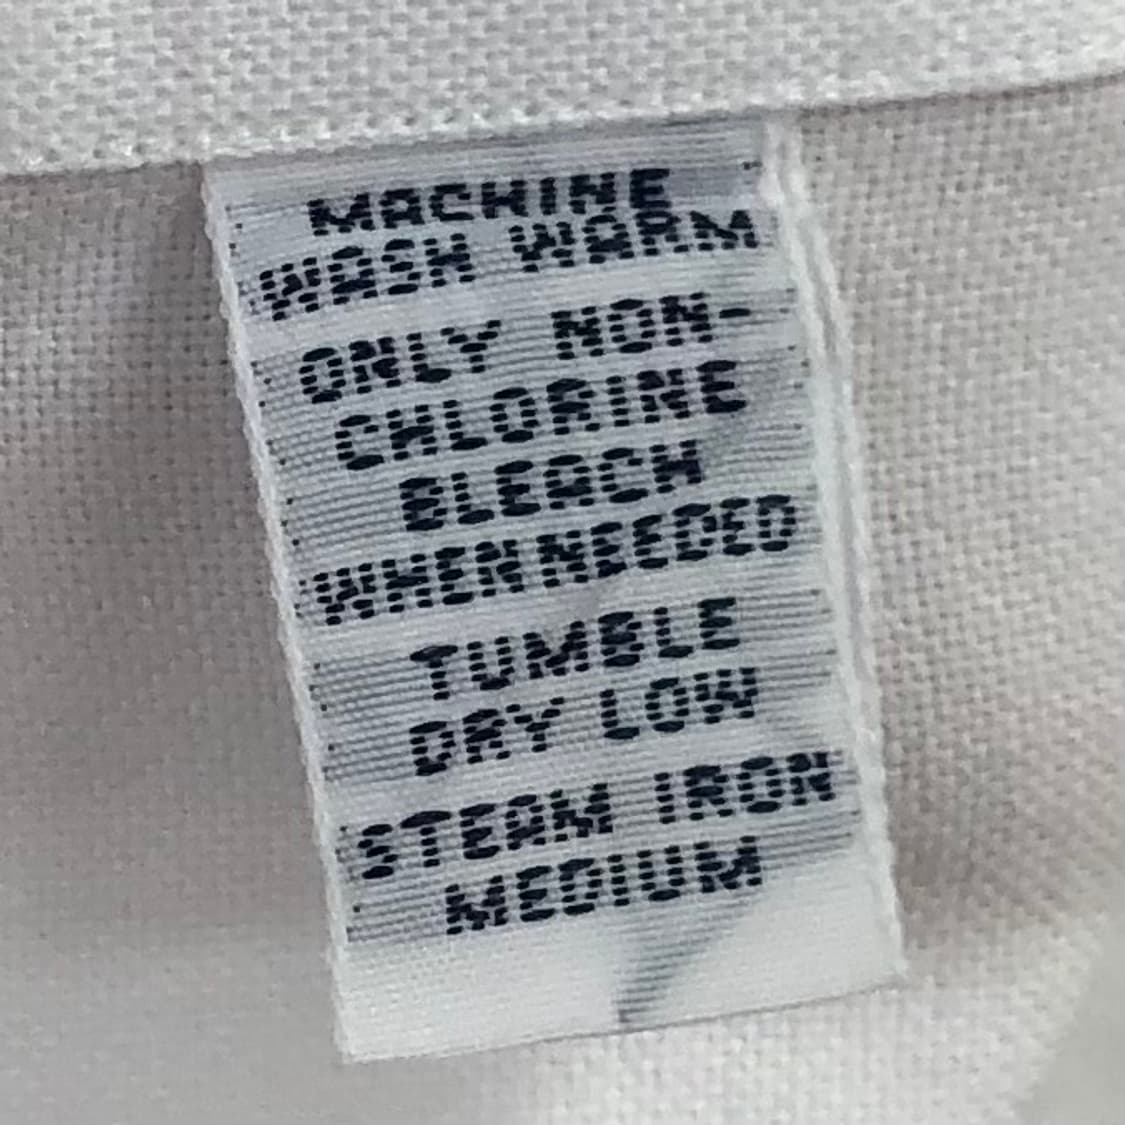 MACHINE
WASH WARM
ONLY NON-
CHLORINE
BLEACH
WHEN NEEDED
TUMBLE
DRY LOW
STEAM IRON
MEDIUM